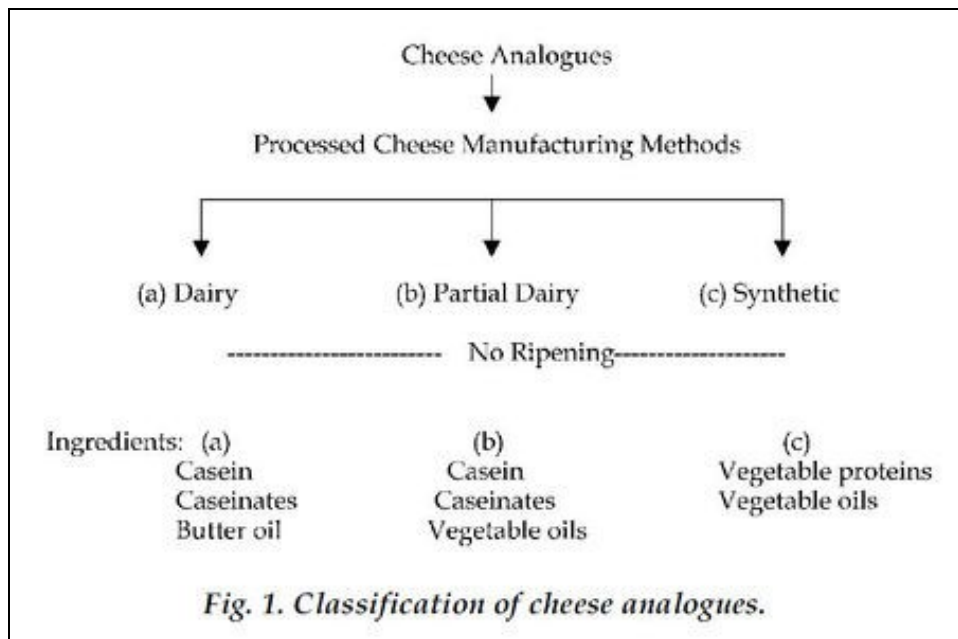 Cheese Analogues
Processed Cheese Manufacturing Methods
(a) Dairy (b) Partial Dairy (c) Synthetic
------------------------- No Ripening--------------------
Ingredients: (a) (b) (c)
Casein Casein Vegetable proteins
Caseinates Caseinates Vegetable oils
Butter oil Vegetable oils
Fig. 1. Classification of cheese analogues.